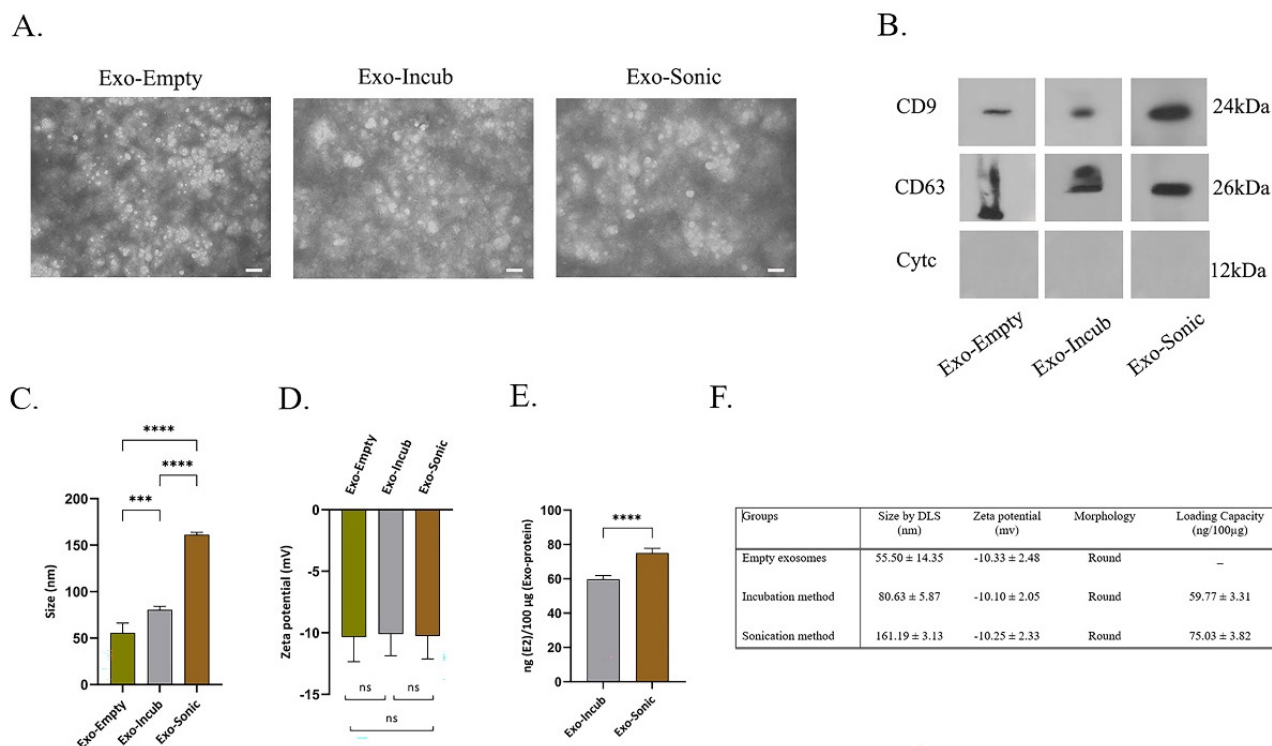 A.
Exo-Empty
Exo-Incub
Exo-Sonic
B.
CD9
24kDa
CD63
26kDa
Cytc
12kDa
Exo-Empty
Exo-Incub
Exo-Sonic
C.
****
****
***
Size (nm)
200
150
100
50
0
Exo-Empty
Exo-Incub
Exo-Sonic
D.
Exo-Empty
Exo-Incub
Exo-Sonic
Zeta potential (mV)
0
-5
-10
-15
ns
ns
ns
E.
****
ng (E2)/100 µg (Exo-protein)
100
80
60
40
20
0
Exo-Incub
Exo-Sonic
F.
Groups Size by DLS (nm) Zeta potential (mv) Morphology Loading Capacity (ng/100µg)
Empty exosomes 55.50 ± 14.35 -10.33 ± 2.48 Round –
Incubation method 80.63 ± 5.87 -10.10 ± 2.05 Round 59.77 ± 3.31
Sonication method 161.19 ± 3.13 -10.25 ± 2.33 Round 75.03 ± 3.82